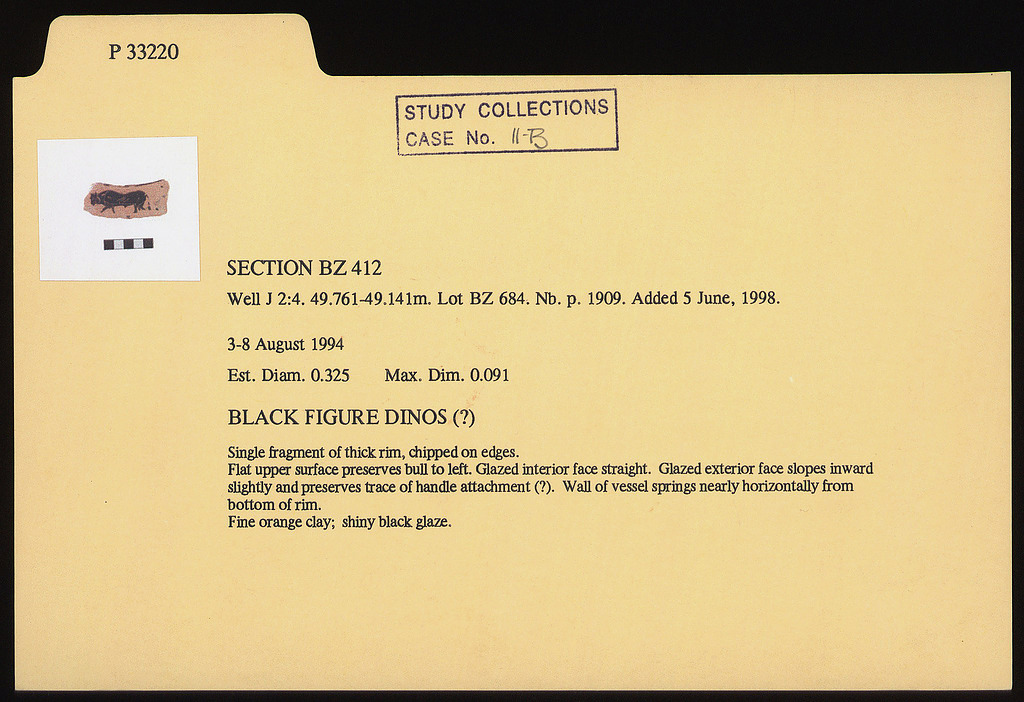 P 33220
STUDY COLLECTIONS
CASE No. 11-B
SECTION BZ 412
Well J 2:4. 49.761-49.141m. Lot BZ 684. Nb. p. 1909. Added 5 June, 1998.
3-8 August 1994
Est. Diam. 0.325 Max. Dim. 0.091
BLACK FIGURE DINOS (?)
Single fragment of thick rim, chipped on edges.
Flat upper surface preserves bull to left. Glazed interior face straight. Glazed exterior face slopes inward
slightly and preserves trace of handle attachment (?). Wall of vessel springs nearly horizontally from
bottom of rim.
Fine orange clay; shiny black glaze.